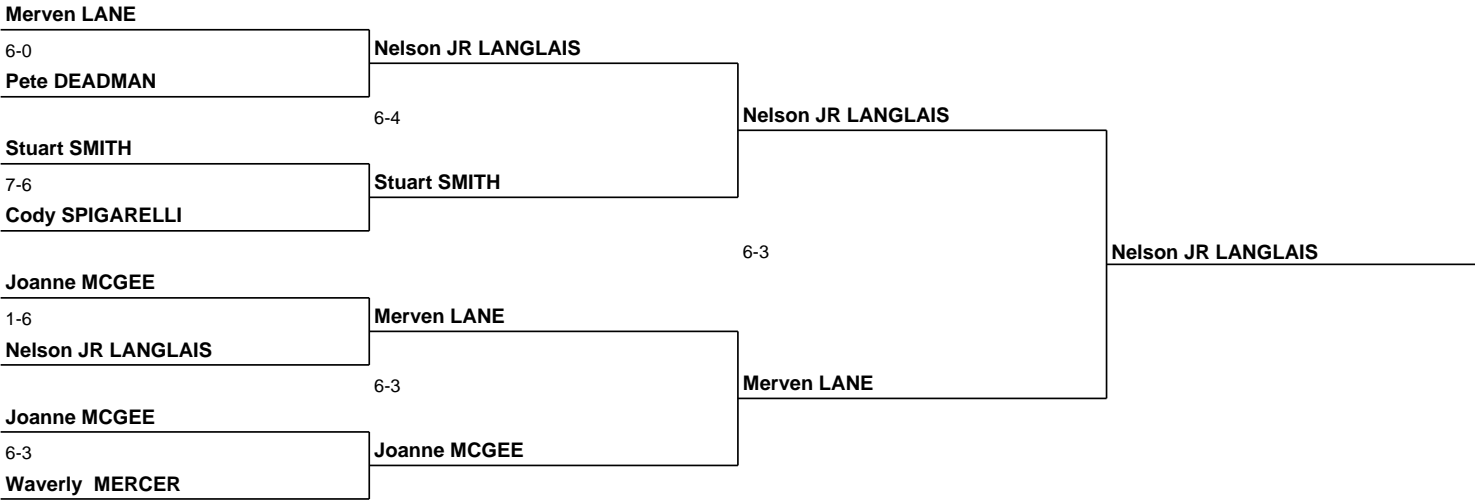 Merven LANE
6-0
Nelson JR LANGLAIS
Pete DEADMAN
6-4
Nelson JR LANGLAIS
Stuart SMITH
7-6
Stuart SMITH
Cody SPIGARELLI
6-3
Nelson JR LANGLAIS
Joanne MCGEE
1-6
Merven LANE
Nelson JR LANGLAIS
6-3
Merven LANE
Joanne MCGEE
6-3
Joanne MCGEE
Waverly  MERCER